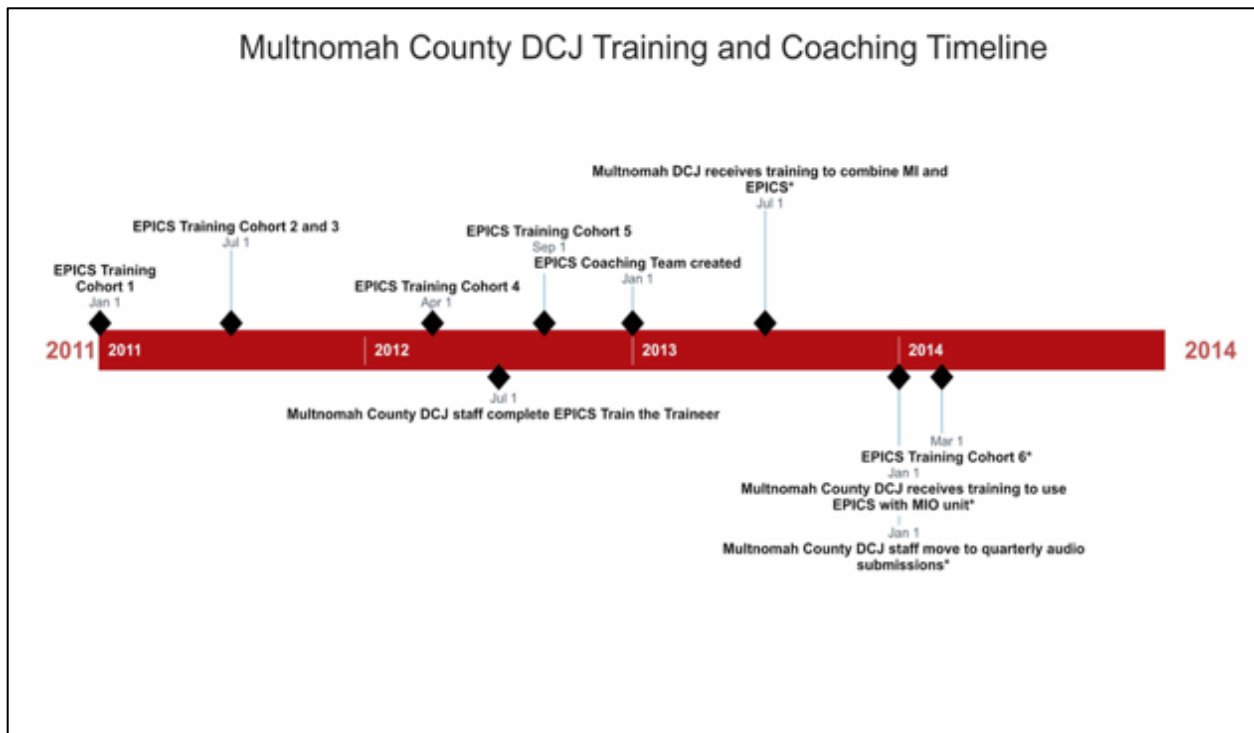 Multnomah County DCJ Training and Coaching Timeline
Multnomah DCJ receives training to combine MI and
EPICS*
Jul 1
EPICS Training Cohort 2 and 3
Jul 1
EPICS Training Cohort 5
Sep 1
EPICS Training
Cohort 1
Jan 1
EPICS Coaching Team created
Jan 1
EPICS Training Cohort 4
Apr 1
2011
2011
2012
2013
2014
2014
Jul 1
Multnomah County DCJ staff complete EPICS Train the Traineer
Mar 1
EPICS Training Cohort 6*
Jan 1
Multnomah County DCJ receives training to use
EPICS with MIO unit*
Jan 1
Multnomah County DCJ staff move to quarterly audio
submissions*